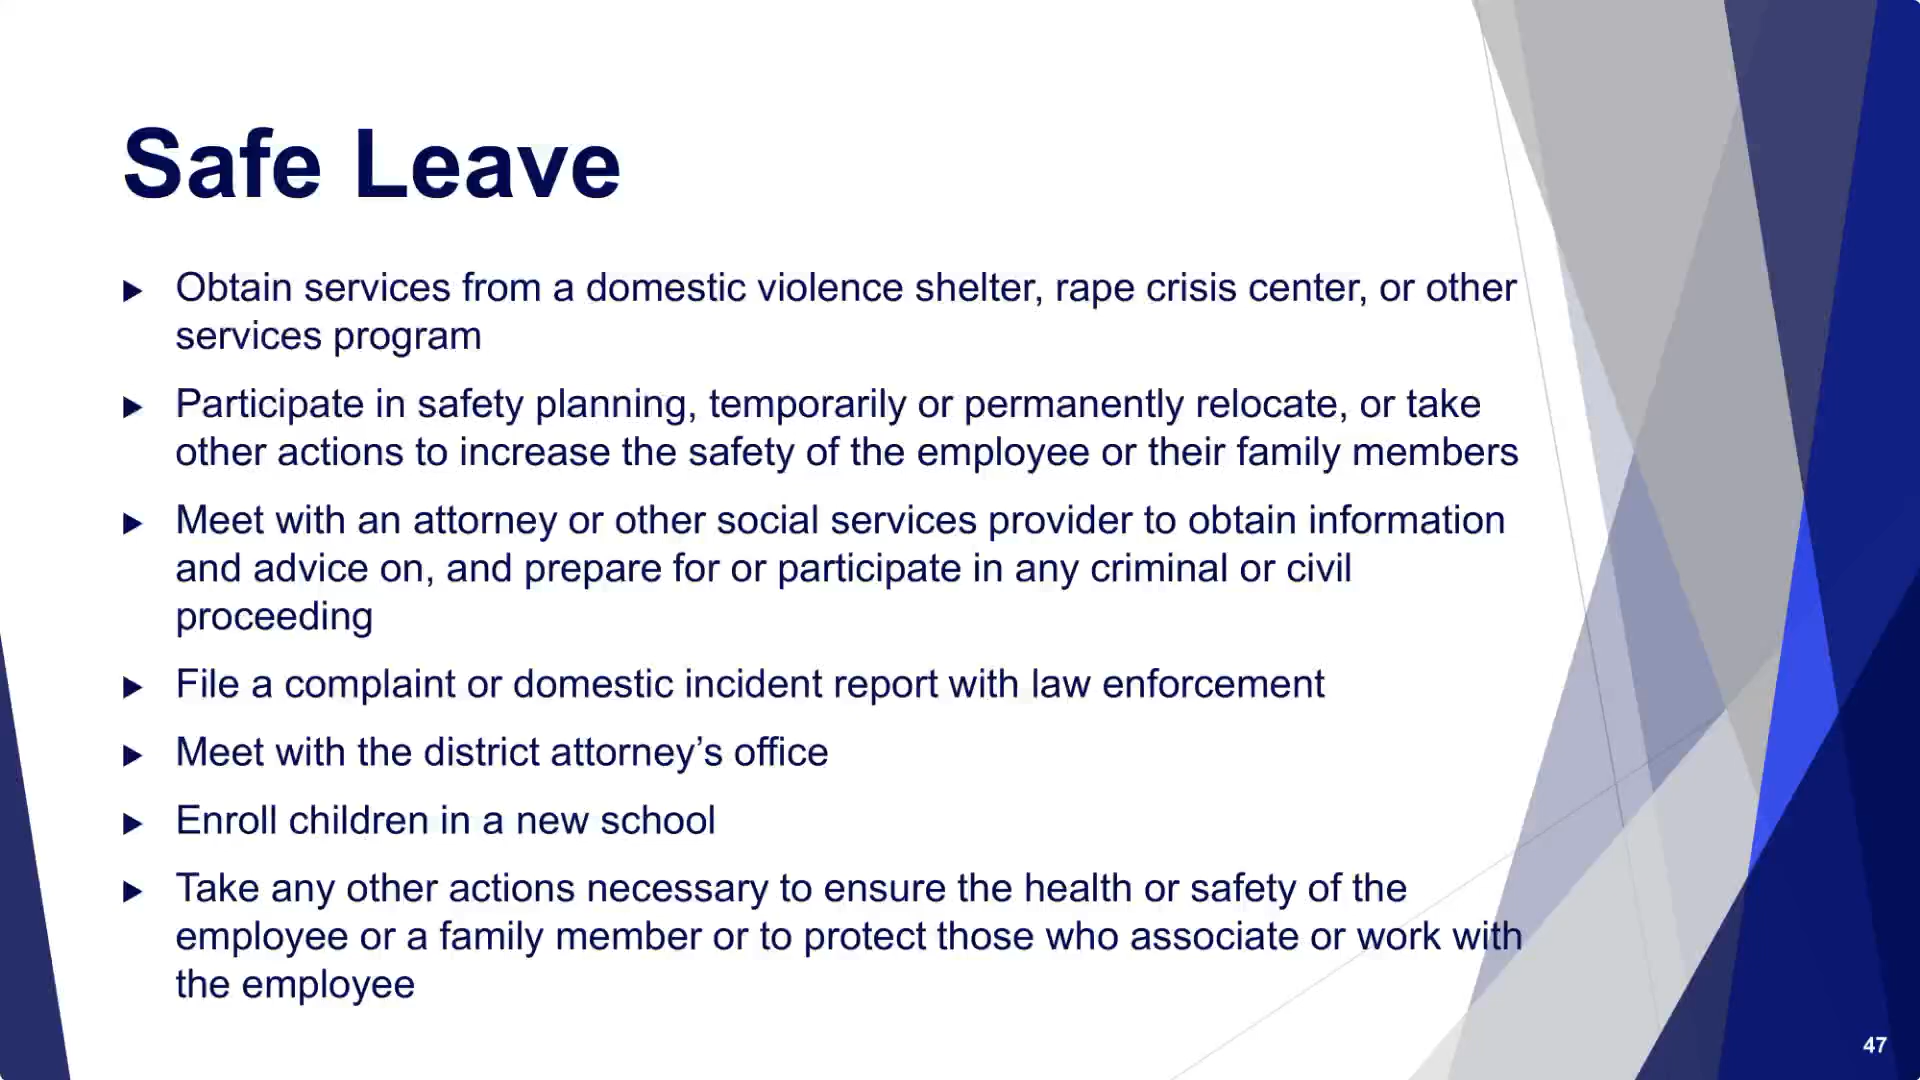 Safe Leave
Obtain services from a domestic violence shelter, rape crisis center, or other
services program
Participate in safety planning, temporarily or permanently relocate, or take
other actions to increase the safety of the employee or their family members
Meet with an attorney or other social services provider to obtain information
and advice on, and prepare for or participate in any criminal or civil
proceeding
File a complaint or domestic incident report with law enforcement
Meet with the district attorney’s office
Enroll children in a new school
Take any other actions necessary to ensure the health or safety of the
employee or a family member or to protect those who associate or work with
the employee
47